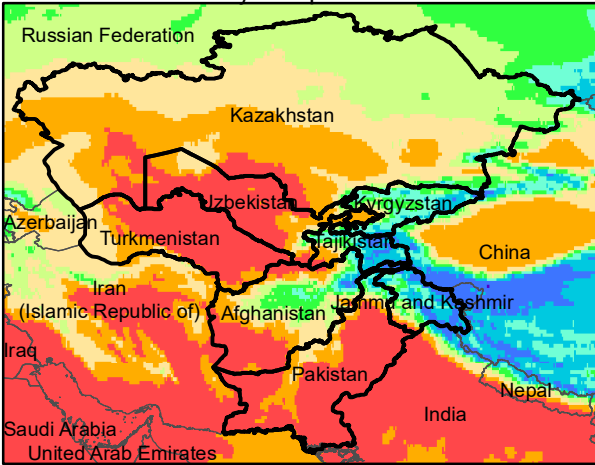 Russian Federation
Kazakhstan
Uzbekistan
Kyrgyzstan
Azerbaijan
Turkmenistan
Tajikistan
China
Iran
(Islamic Republic of)
Afghanistan
Jammu and Kashmir
Iraq
Pakistan
Nepal
India
Saudi Arabia
United Arab Emirates